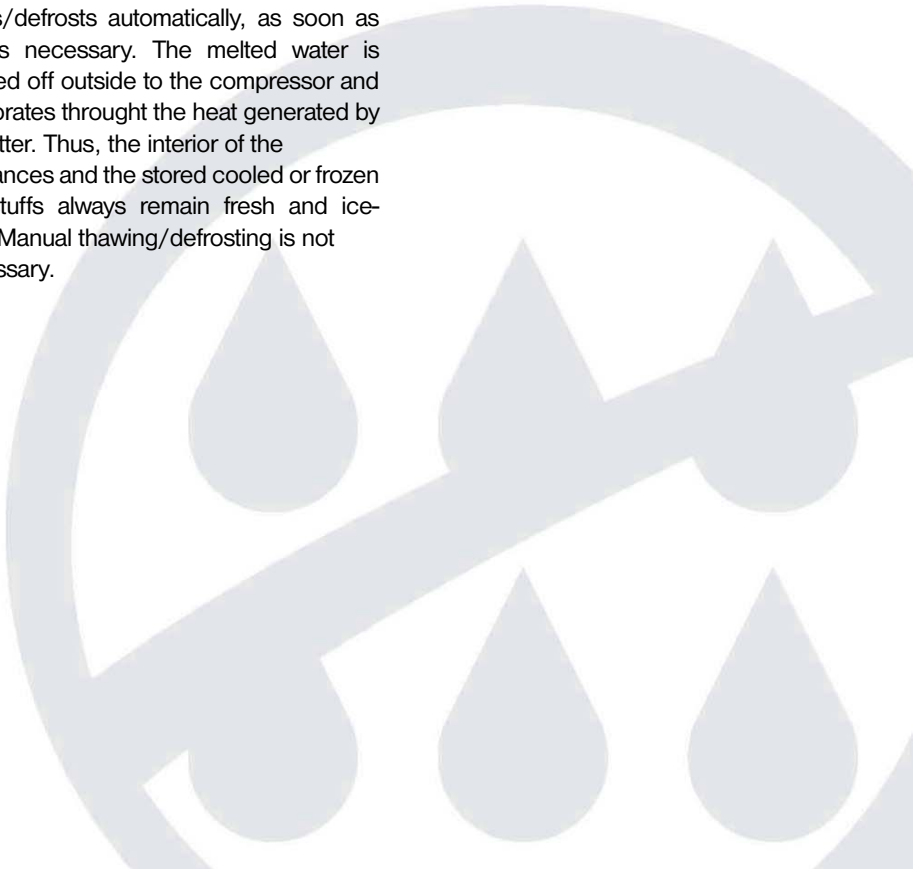 s/defrosts automatically, as soon as
s necessary. The melted water is
ed off outside to the compressor and
orates throught the heat generated by
tter. Thus, the interior of the
ances and the stored cooled or frozen
tuffs always remain fresh and ice-
Manual thawing/defrosting is not
ssary.